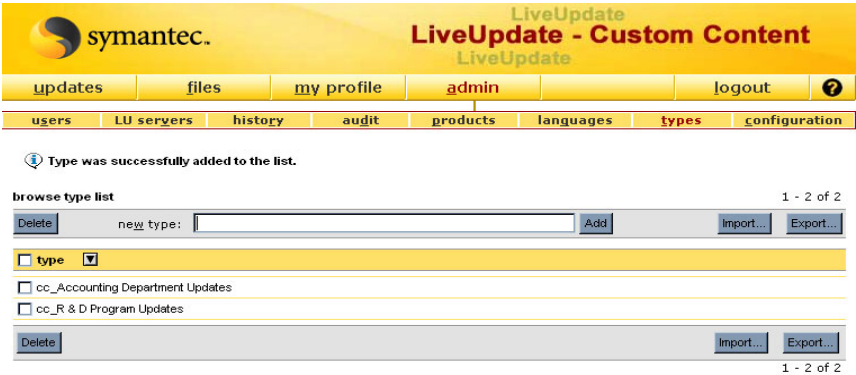 LiveUpdate
symantec.
LiveUpdate - Custom Content
LiveUpdate
updates files my profile admin logout ?
users LU servers history audit products languages types configuration
i Type was successfully added to the list.
browse type list 1 - 2 of 2
Delete new type: Add Import... Export...
type
cc_Accounting Department Updates
cc_R & D Program Updates
Delete Import... Export...
1 - 2 of 2